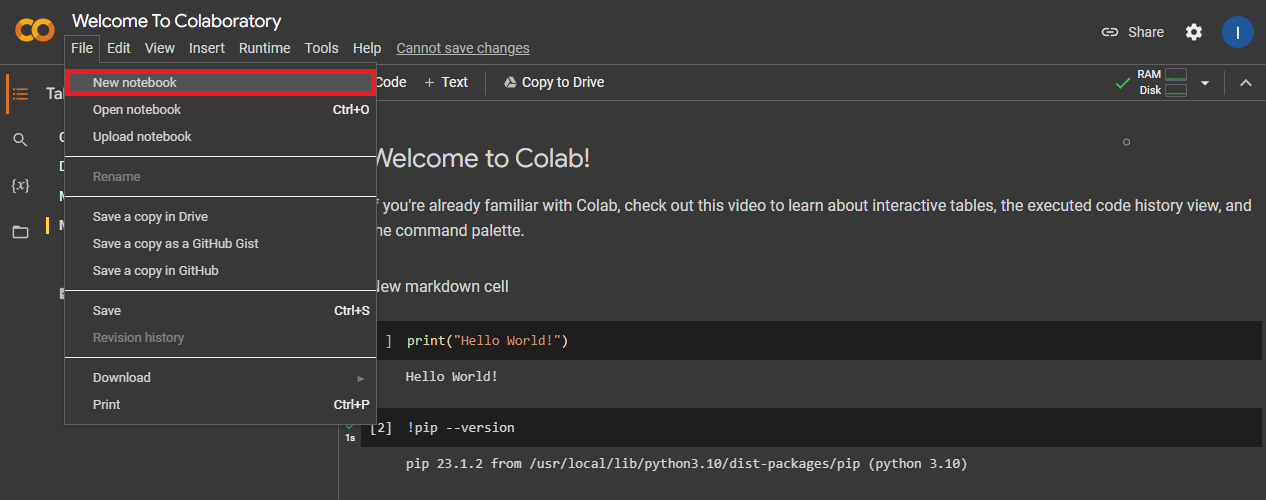 Welcome To Colaboratory
File Edit View Insert Runtime Tools Help Cannot save changes
Share
I
Code + Text Copy to Drive
RAM
Disk
New notebook
Open notebook Ctrl+O
Upload notebook
Rename
Save a copy in Drive
Save a copy as a GitHub Gist
Save a copy in GitHub
Save Ctrl+S
Revision history
Download
Print Ctrl+P
{x}
Welcome to Colab!
you're already familiar with Colab, check out this video to learn about interactive tables, the executed code history view, and
command palette.
New markdown cell
] print("Hello World!")
Hello World!
1s
[2] !pip --version
pip 23.1.2 from /usr/local/lib/python3.10/dist-packages/pip (python 3.10)